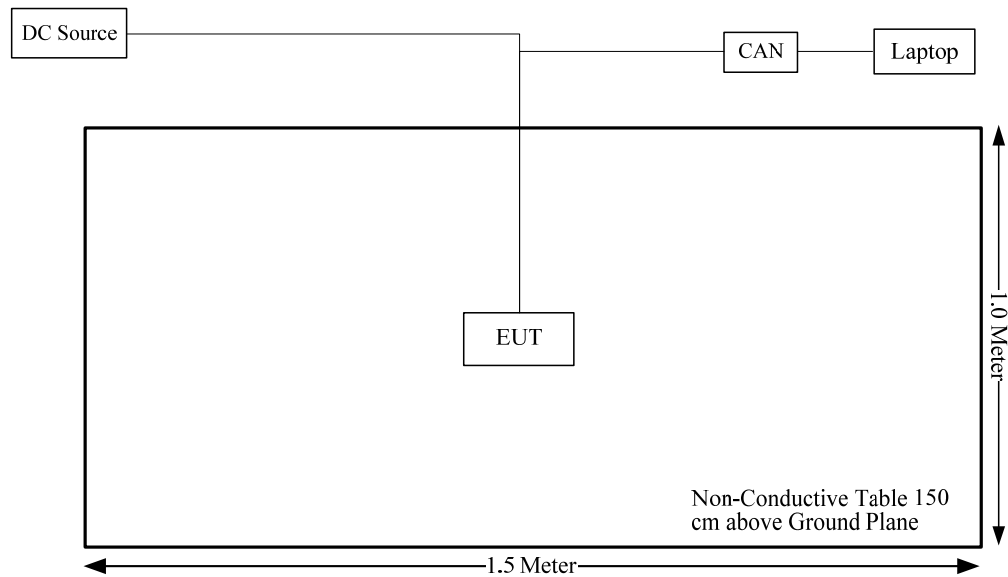 DC Source
CAN
Laptop
EUT
1.0 Meter
Non-Conductive Table 150
cm above Ground Plane
1.5 Meter